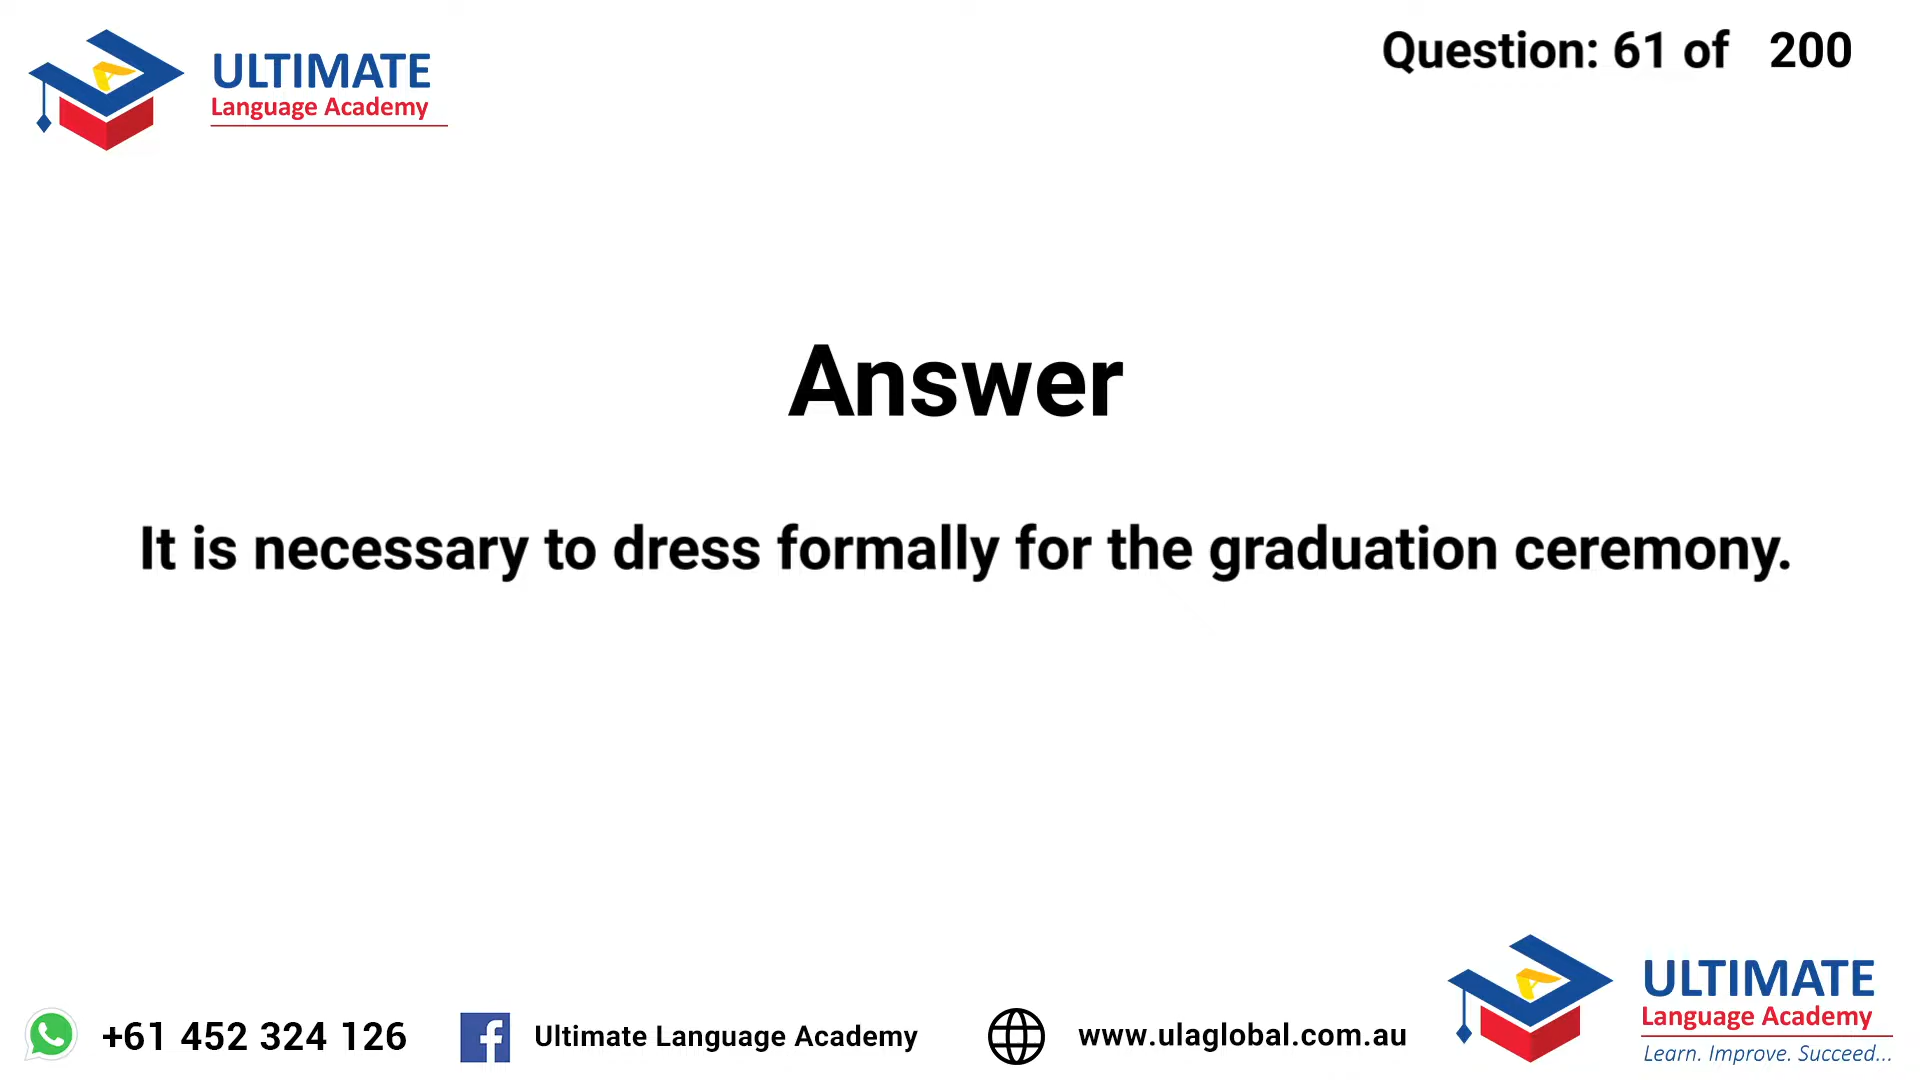 ULTIMATE
Language Academy
Question: 61 of 200
Answer
It is necessary to dress formally for the graduation ceremony.
+61 452 324 126
Ultimate Language Academy
www.ulaglobal.com.au
ULTIMATE
Language Academy
Learn. Improve. Succeed...